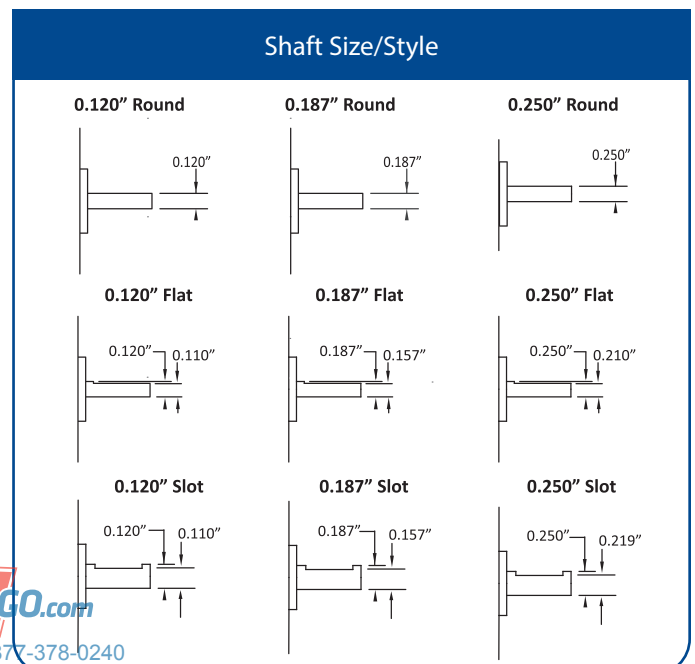 Shaft Size/Style
0.120” Round 0.187” Round 0.250” Round
0.120” 0.187” 0.250”
0.120” Flat 0.187” Flat 0.250” Flat
0.120” 0.110” 0.187” 0.157” 0.250” 0.210”
0.120” Slot 0.187” Slot 0.250” Slot
0.120” 0.110” 0.187” 0.157” 0.250” 0.219”
GO.com
377-378-0240